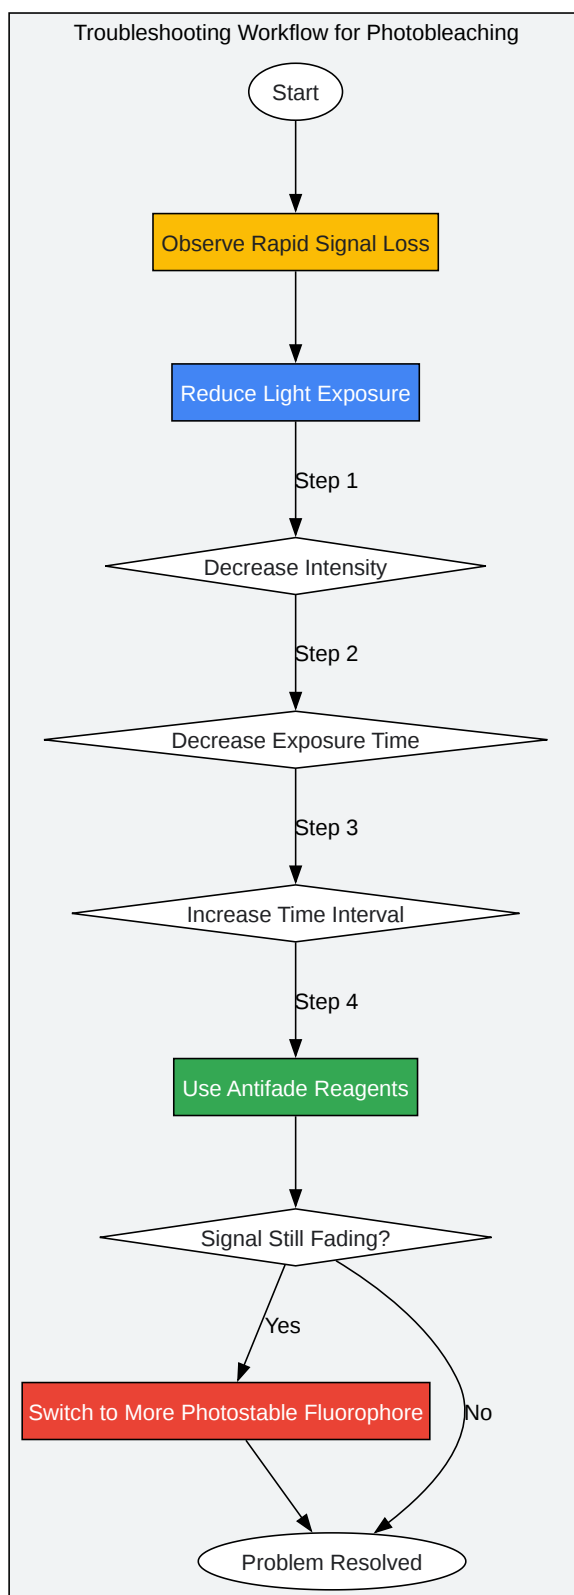 Troubleshooting Workflow for Photobleaching
Start
Observe Rapid Signal Loss
Reduce Light Exposure
Step 1
Decrease Intensity
Step 2
Decrease Exposure Time
Step 3
Increase Time Interval
Step 4
Use Antifade Reagents
Signal Still Fading?
Yes
Switch to More Photostable Fluorophore
No
Problem Resolved